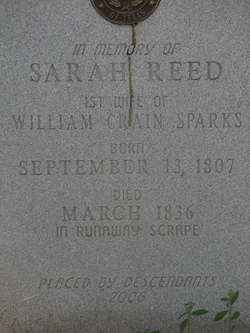 IN MEMORY OF
SARAH REED
1ST WIFE OF
WILLIAM CRAIN SPARKS
BORN
SEPTEMBER 13, 1807
DIED
MARCH 1836
IN RUNAWAY SCRAPE
PLACED BY DESCENDANTS
2006